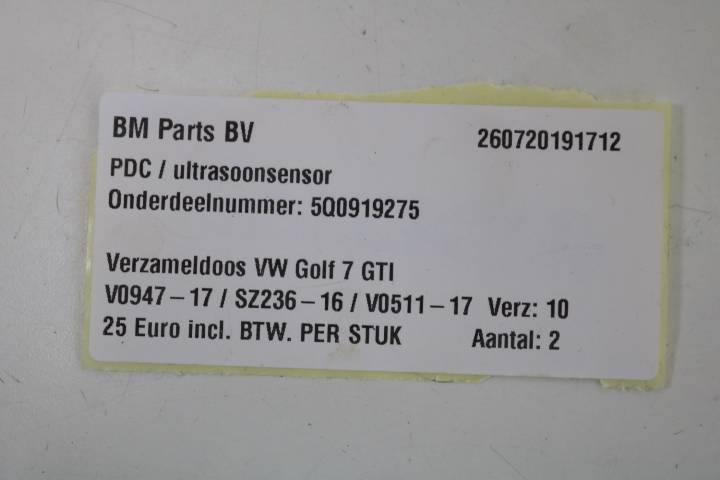 BM Parts BV 260720191712
PDC / ultrasoonsensor
Onderdeelnummer: 5Q0919275
Verzameldoos VW Golf 7 GTI
V0947-17 / SZ236-16 / V0511-17 Verz: 10
25 Euro incl. BTW. PER STUK Aantal: 2